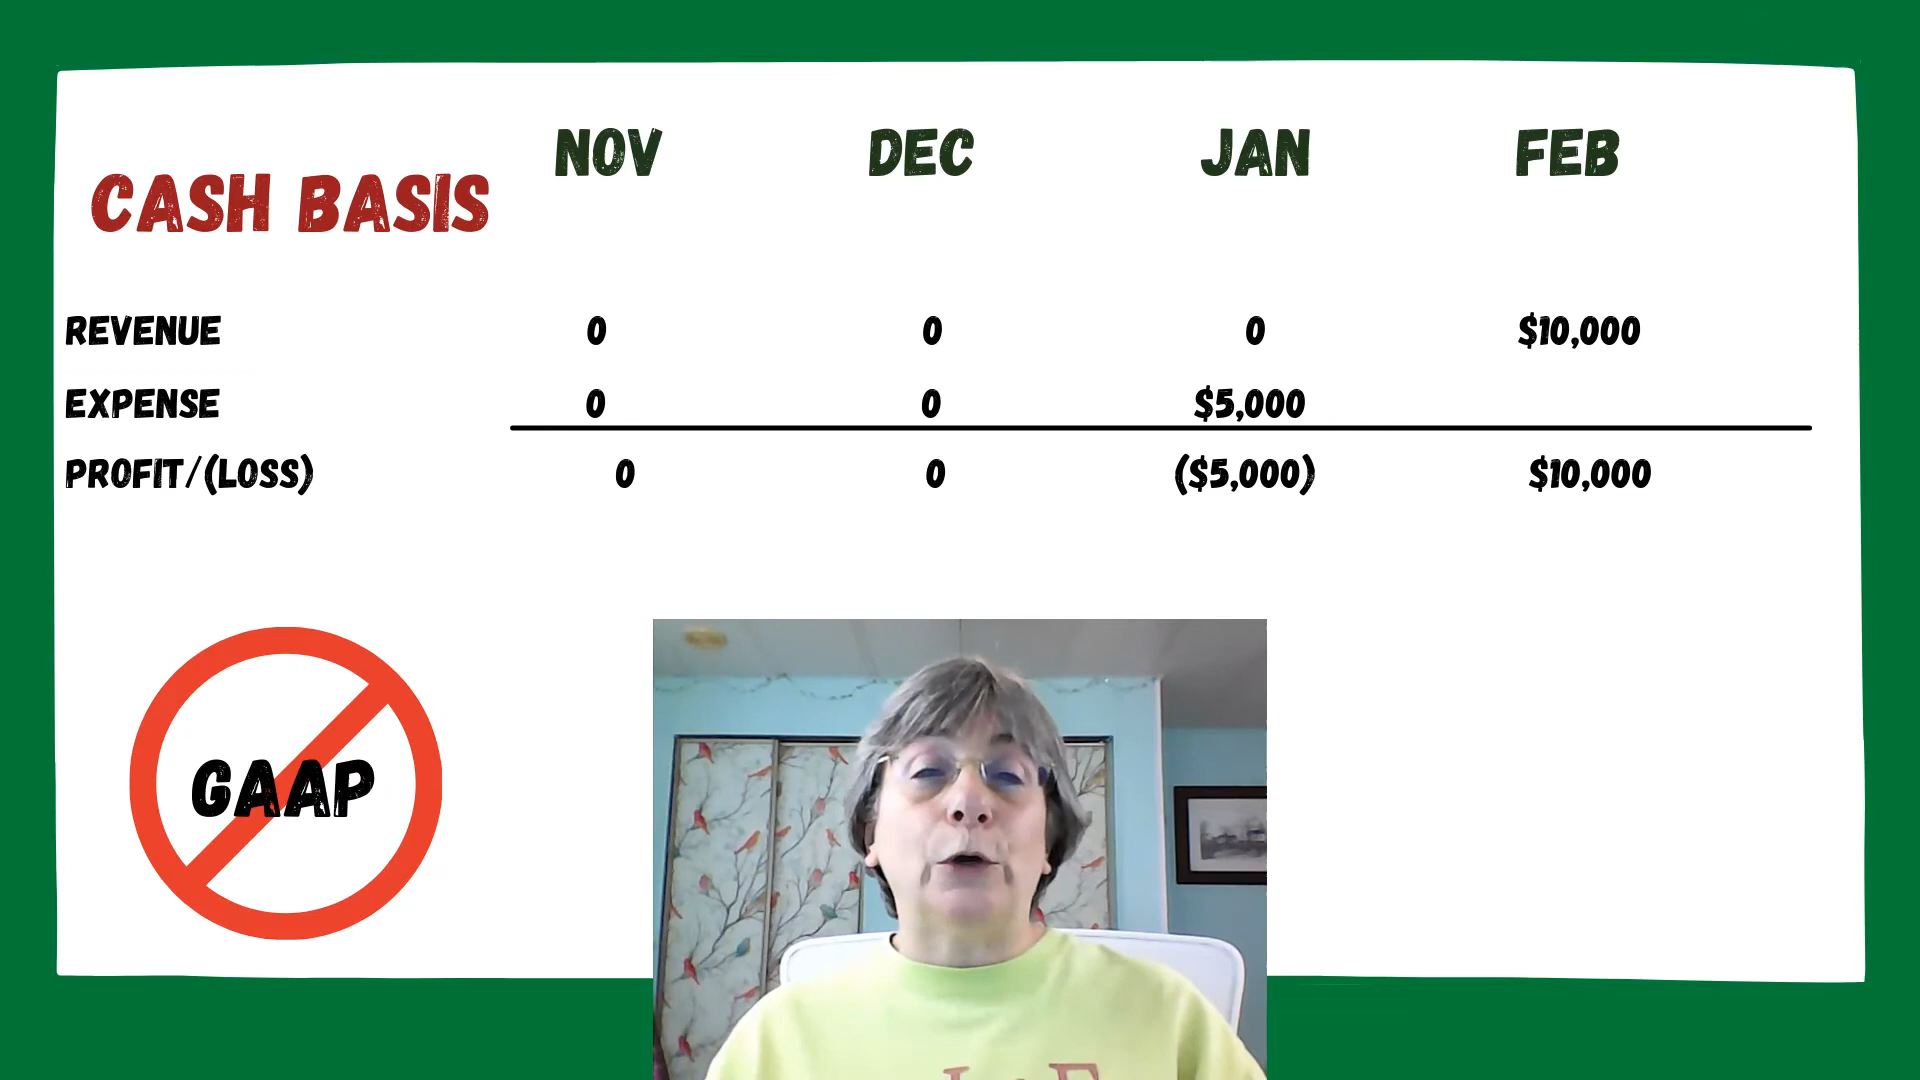 NOV DEC JAN FEB
CASH BASIS
REVENUE 0 0 0 $10,000
EXPENSE 0 0 $5,000
PROFIT/(LOSS) 0 0 ($5,000) $10,000
GAAP